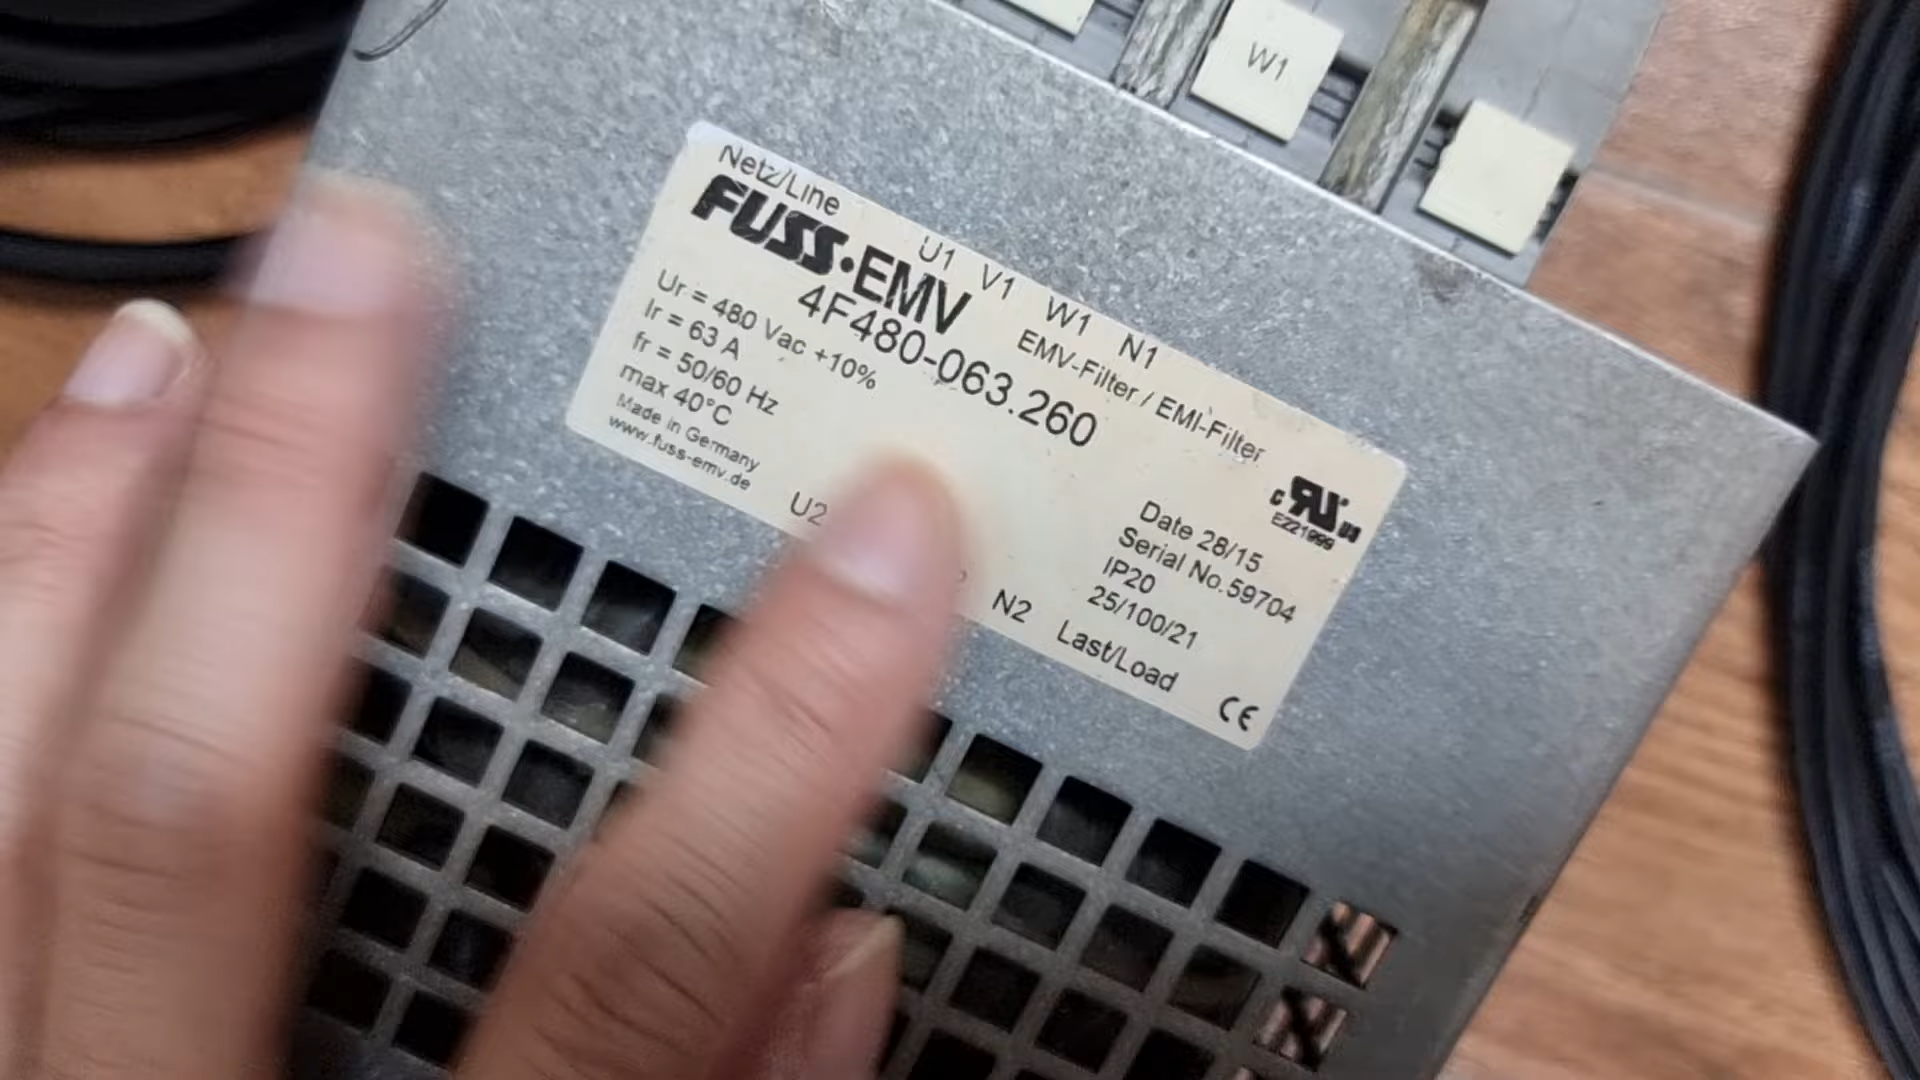 W1
Netz/Line
U1 V1 W1 N1
FUSS·EMV
EMV-Filter / EMI-Filter
4F480-063.260
Ur = 480 Vac +10%
Ir = 63 A
fr = 50/60 Hz
max 40°C
Made in Germany
www.fuss-emv.de
c RU us
E221999
Date 28/15
Serial No.59704
IP20
25/100/21
U2
N2
Last/Load
CE